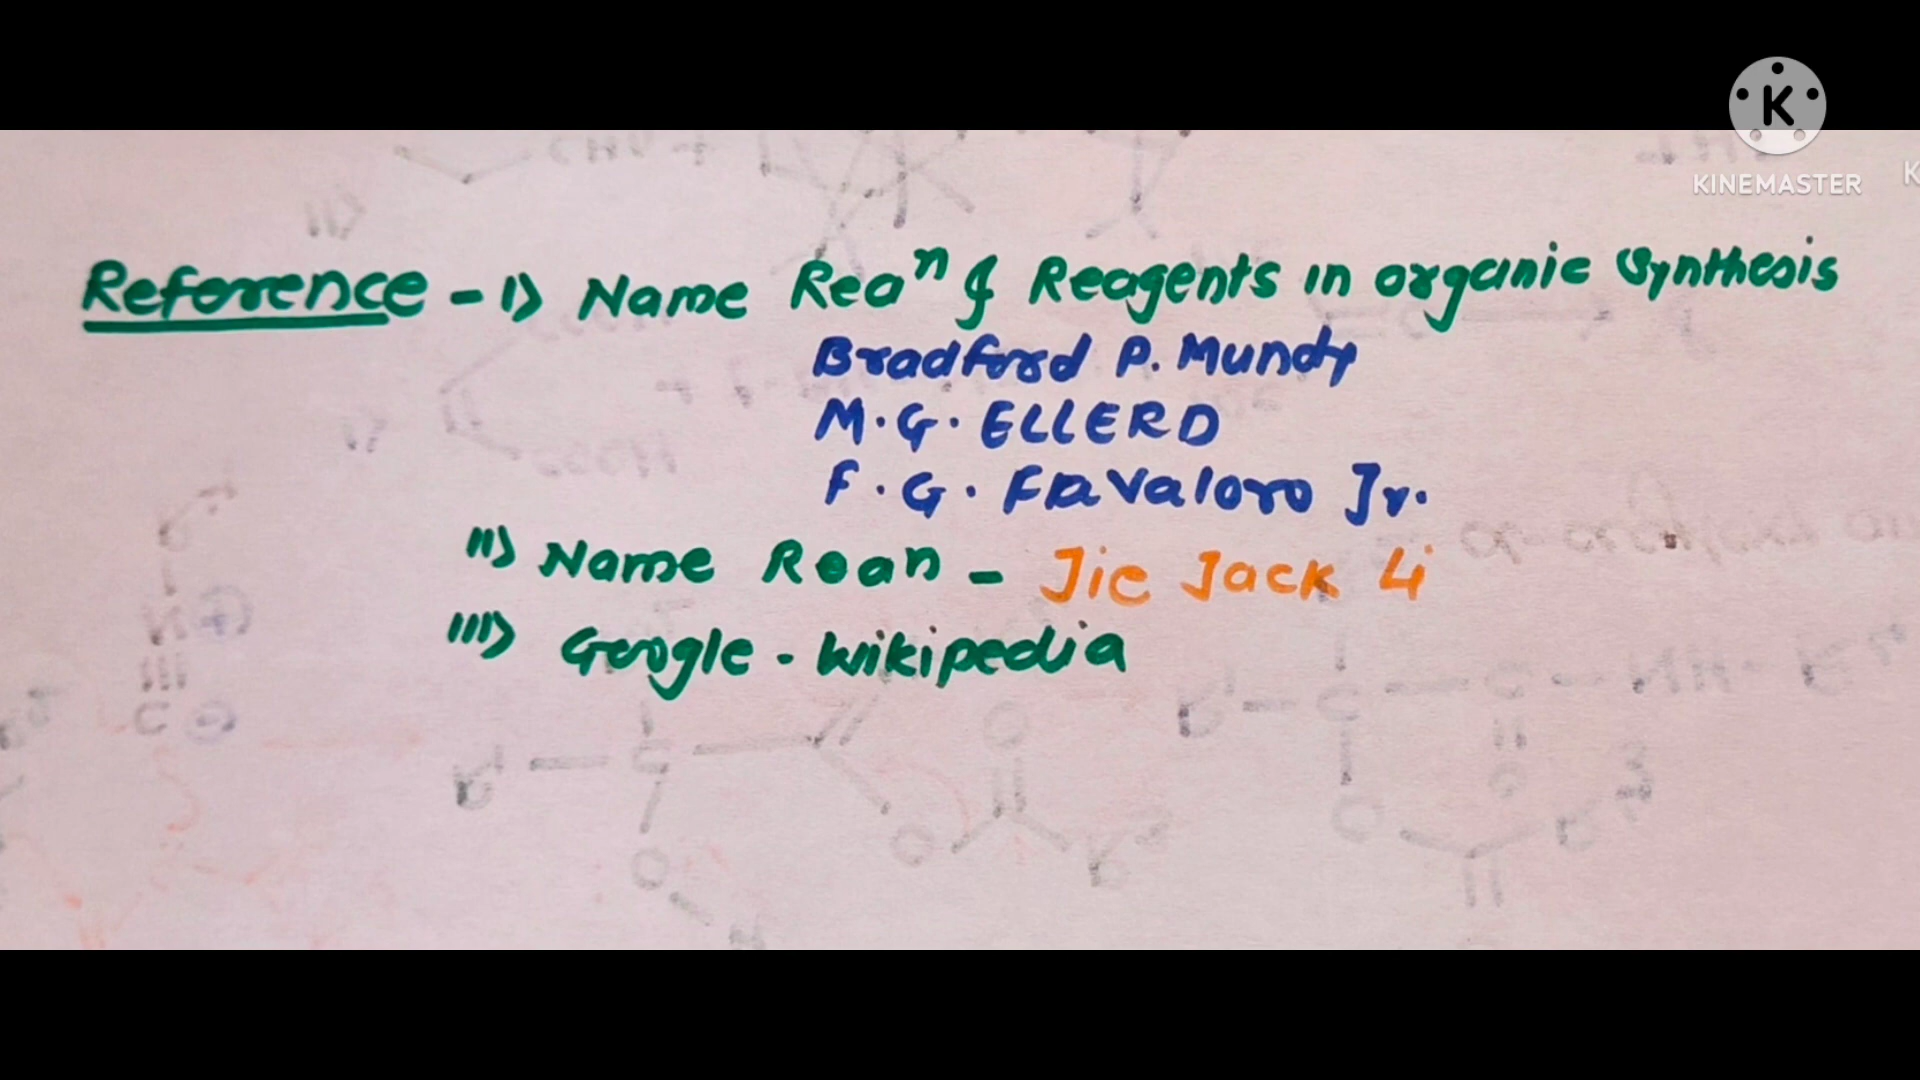 KINEMASTER
Reference - i) Name Reaⁿ & Reagents in organic Synthesis
Bradford P. Mundy
M.G. ELLERD
F.G. Favaloro Jr.
ii) Name Rean - Jie Jack Li
iii) Google - Wikipedia